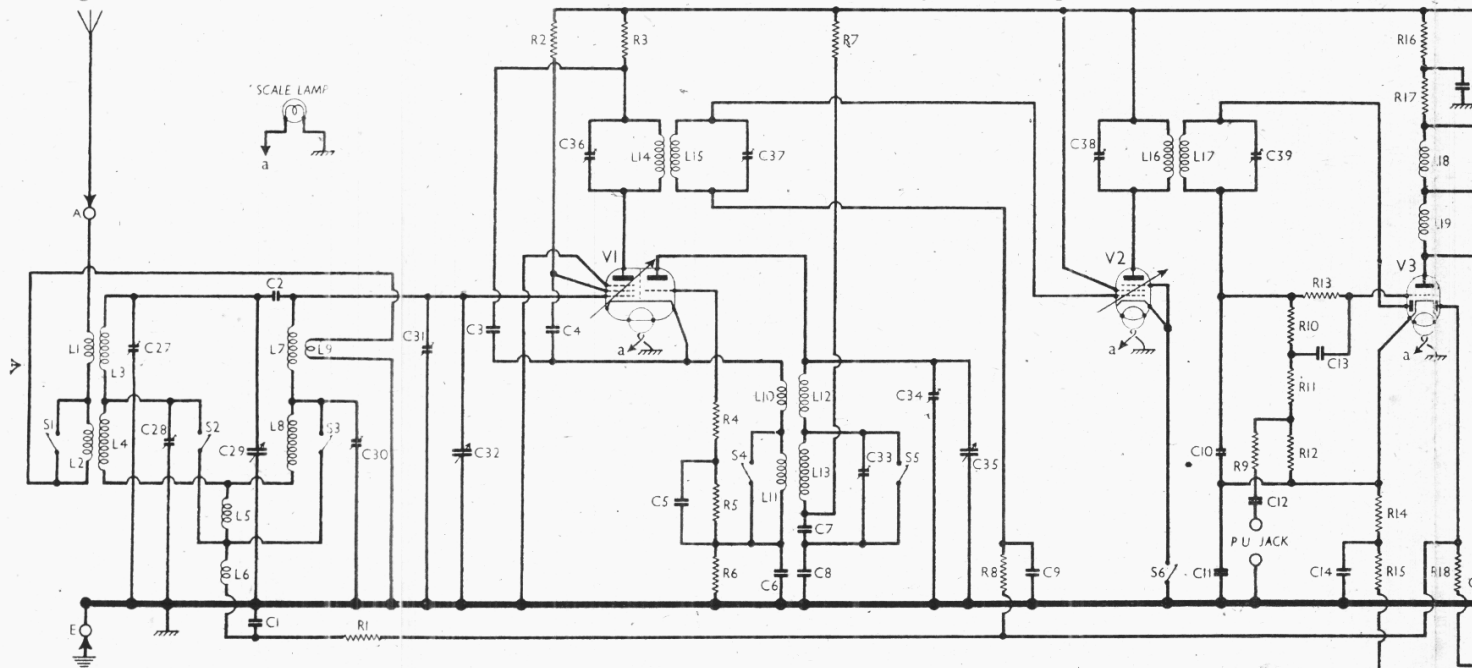 R2
R3
R7
R16
SCALE LAMP
a
R17
C36
L14
L15
C37
C38
L16
L17
C39
L18
A
L19
V1
V2
V3
C2
R13
C3
C4
C31
R10
L1
C27
L7
L9
a
a
C13
a
L3
R11
L10
L12
C34
S1
L4
C28
S2
C29
L8
S3
C30
C32
R4
S4
C33
S5
C35
C10
R9
R12
L2
L13
L11
C5
R5
C12
L5
C7
R14
P U JACK
L6
R6
C6
C8
R8
C9
S6
C11
C14
R15
R18
E
C1
R1